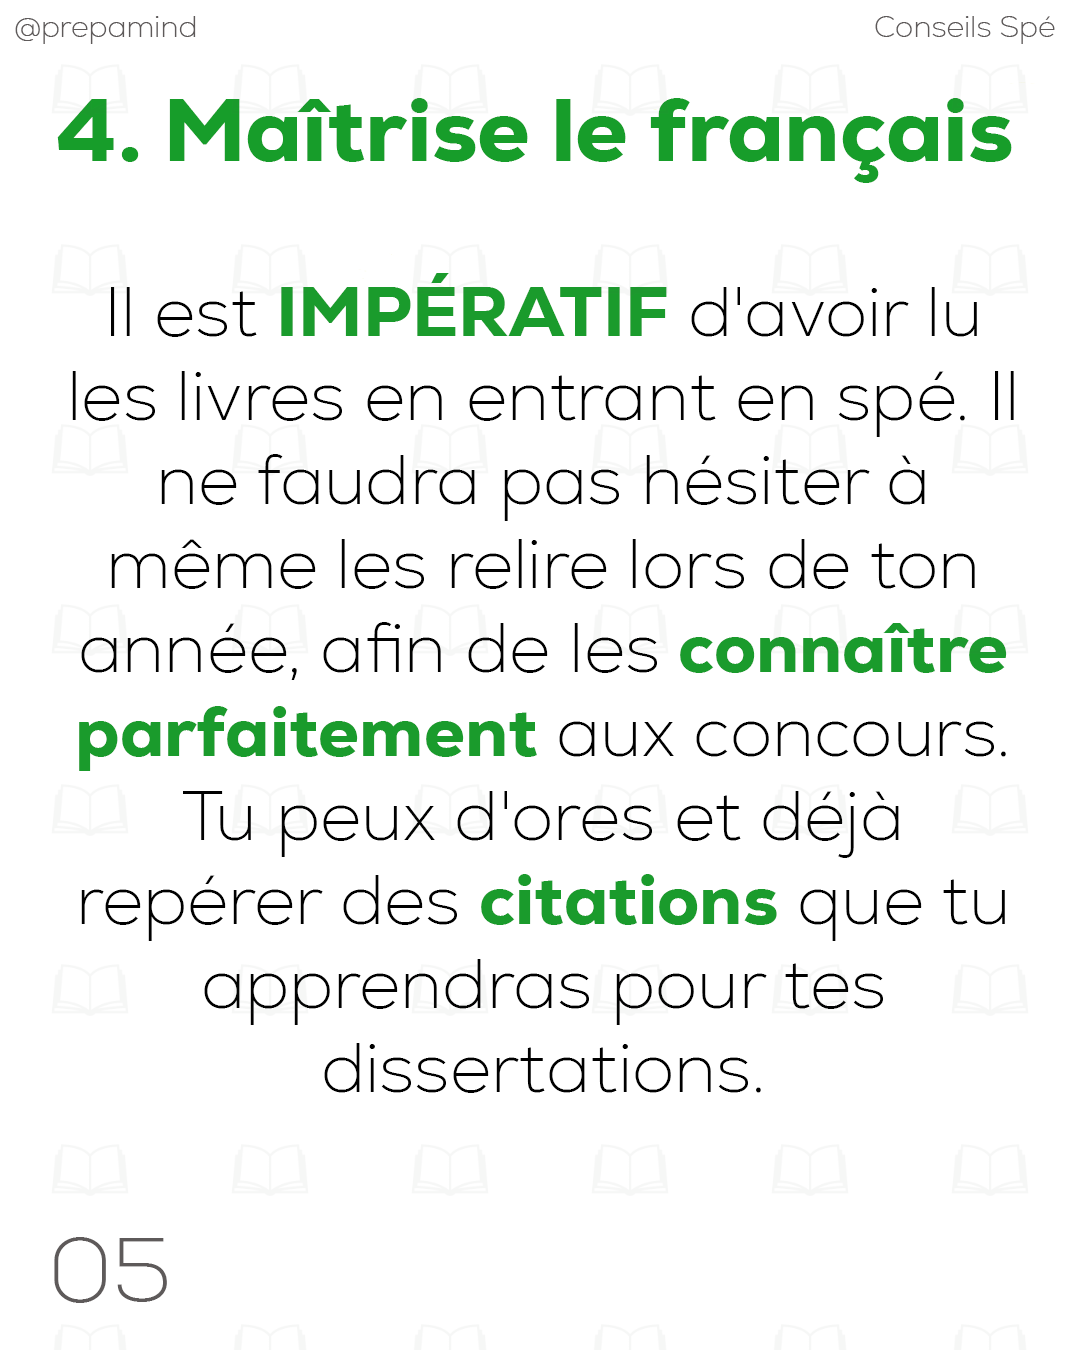 @prepamind
Conseils Spé
4. Maîtrise le français
Il est IMPÉRATIF d'avoir lu
les livres en entrant en spé. Il
ne faudra pas hésiter à
même les relire lors de ton
année, afin de les connaître
parfaitement aux concours.
Tu peux d'ores et déjà
repérer des citations que tu
apprendras pour tes
dissertations.
05